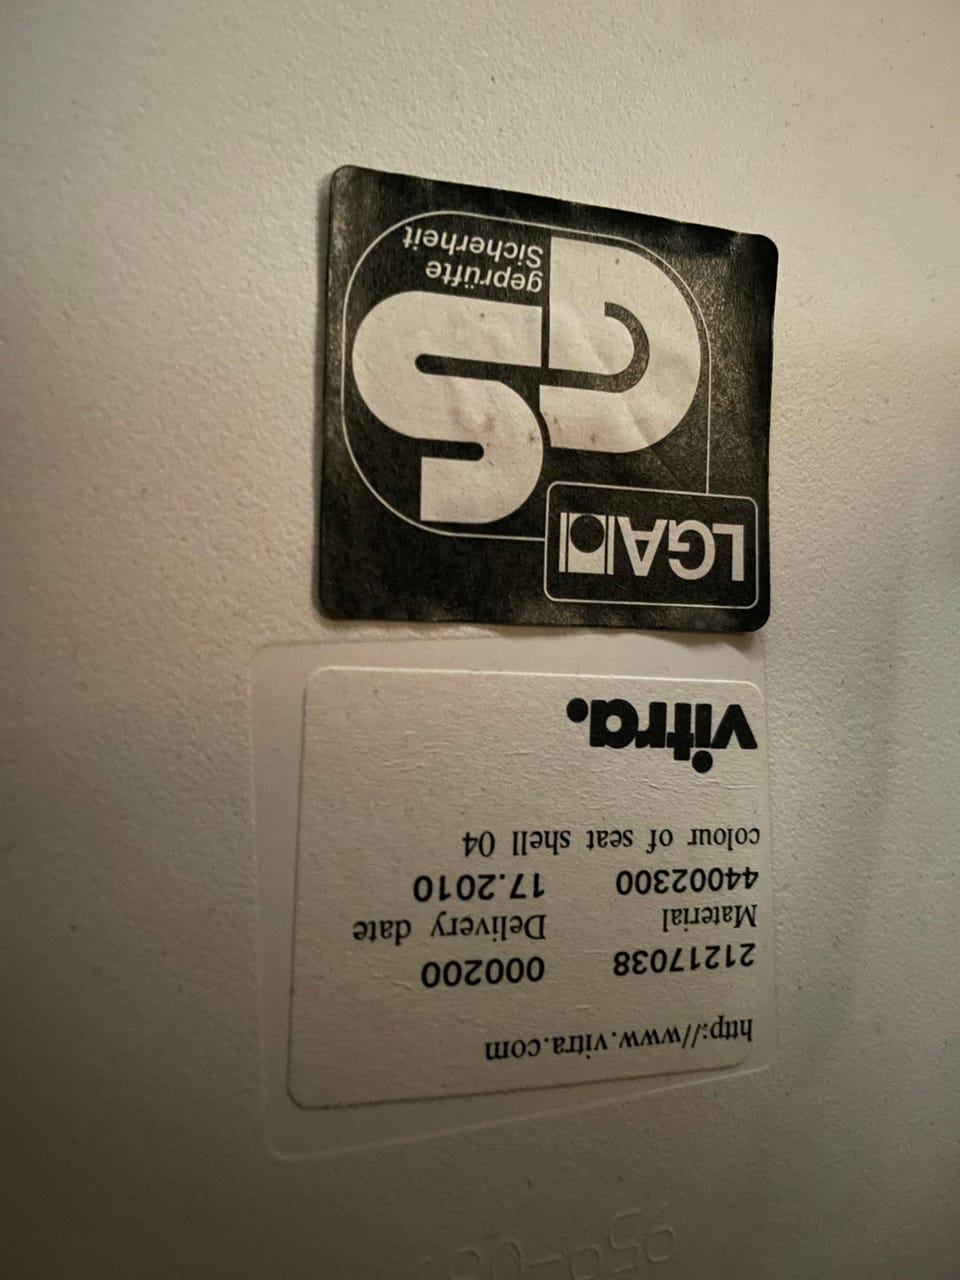 http://www.vitra.com
21217038 000200
Material Delivery date
44002300 17.2010
colour of seat shell 04
vitra.
LGA
GS
geprüfte
Sicherheit